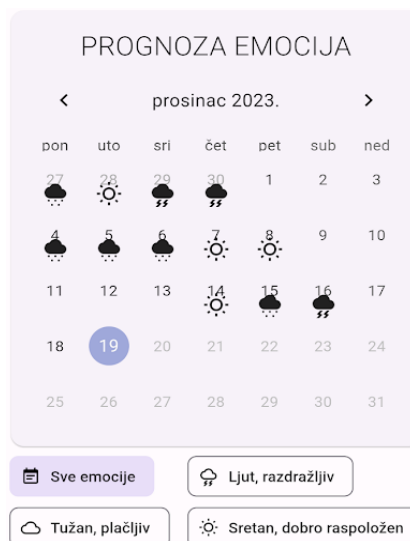 PROGNOZA EMOCIJA
prosinac 2023.
pon uto sri čet pet sub ned
27 28 29 30 1 2 3
4 5 6 7 8 9 10
11 12 13 14 15 16 17
18 19 20 21 22 23 24
25 26 27 28 29 30 31
Sve emocije Ljut, razdražljiv
Tužan, plačljiv Sretan, dobro raspoložen